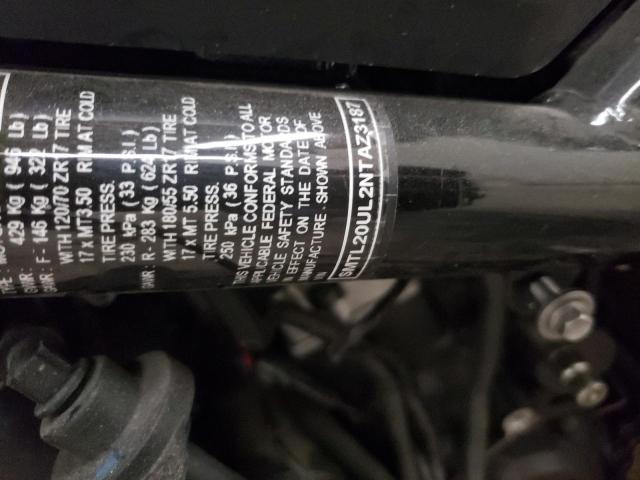 429 Kg ( 946 Lb)
F - 146 Kg ( 322 Lb)
WITH 120/70 ZR17 TIRE
17 x MT3.50 RIM AT COLD
TIRE PRESS.
230 kPa ( 33 P.S.I.)
R - 283 Kg ( 624 Lb)
WITH 180/55 ZR17 TIRE
17 x MT 5.50 RIM AT COLD
TIRE PRESS.
250 kPa ( 36 P.S.I.)
THIS VEHICLE CONFORMS TO ALL
APPLICABLE FEDERAL MOTOR
VEHICLE SAFETY STANDARDS
IN EFFECT ON THE DATE OF
MANUFACTURE - SHOWN ABOVE
SMTL20UL2NTAZ3187